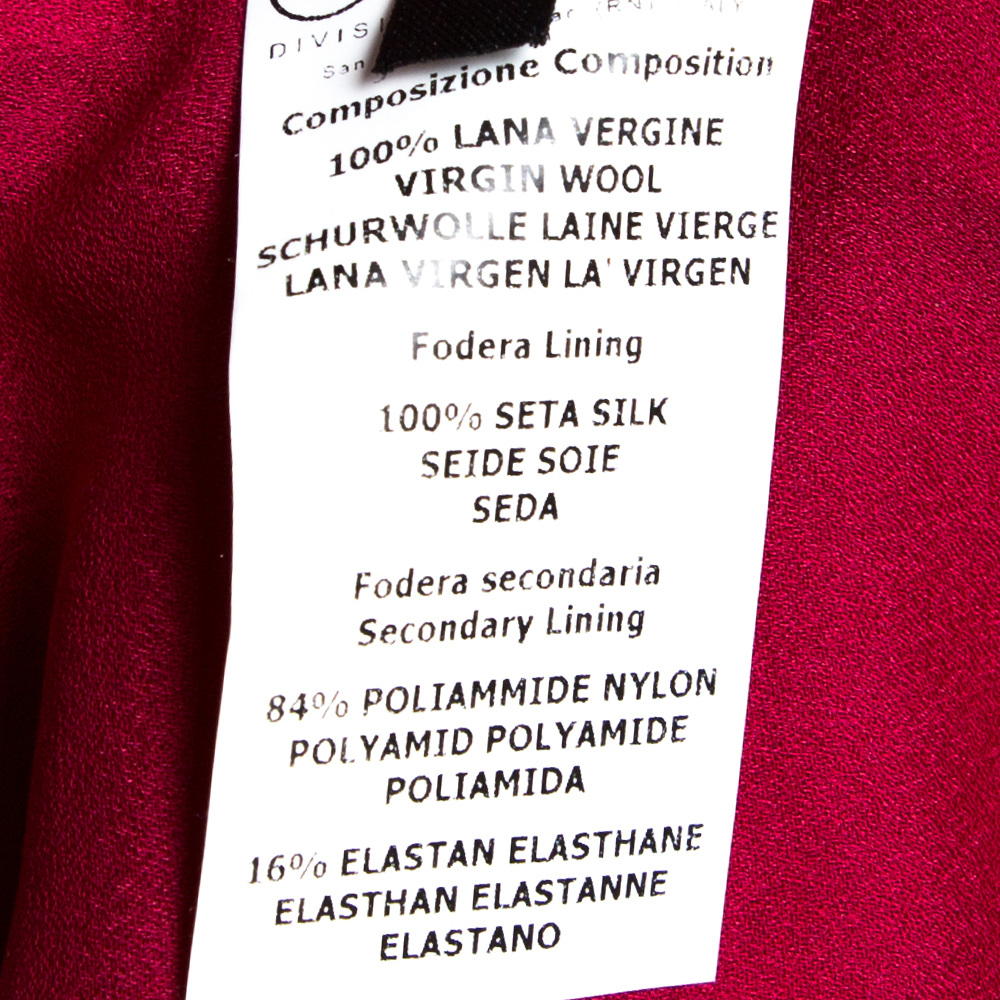 DIVIS
San
Composizione Composition
100% LANA VERGINE
VIRGIN WOOL
SCHURWOLLE LAINE VIERGE
LANA VIRGEN LA' VIRGEN
Fodera Lining
100% SETA SILK
SEIDE SOIE
SEDA
Fodera secondaria
Secondary Lining
84% POLIAMMIDE NYLON
POLYAMID POLYAMIDE
POLIAMIDA
16% ELASTAN ELASTHANE
ELASTHAN ELASTANNE
ELASTANO